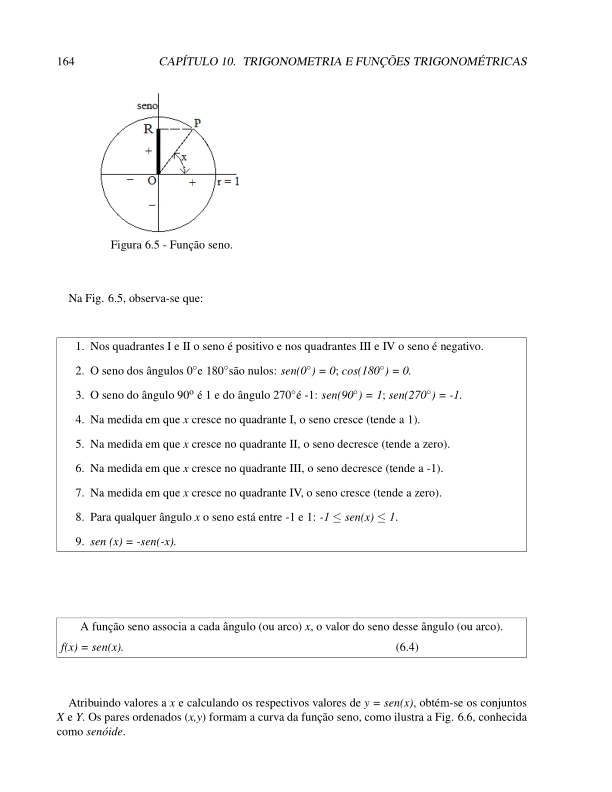 164 CAPÍTULO 10. TRIGONOMETRIA E FUNÇÕES TRIGONOMÉTRICAS
seno
R P
+ x
− O + r = 1
−
Figura 6.5 - Função seno.
Na Fig. 6.5, observa-se que:
1. Nos quadrantes I e II o seno é positivo e nos quadrantes III e IV o seno é negativo.
2. O seno dos ângulos 0°e 180°são nulos: sen(0°) = 0; cos(180°) = 0.
3. O seno do ângulo 90º é 1 e do ângulo 270°é -1: sen(90°) = 1; sen(270°) = -1.
4. Na medida em que x cresce no quadrante I, o seno cresce (tende a 1).
5. Na medida em que x cresce no quadrante II, o seno decresce (tende a zero).
6. Na medida em que x cresce no quadrante III, o seno decresce (tende a -1).
7. Na medida em que x cresce no quadrante IV, o seno cresce (tende a zero).
8. Para qualquer ângulo x o seno está entre -1 e 1: -1 ≤ sen(x) ≤ 1.
9. sen (x) = -sen(-x).
A função seno associa a cada ângulo (ou arco) x, o valor do seno desse ângulo (ou arco).
f(x) = sen(x). (6.4)
Atribuindo valores a x e calculando os respectivos valores de y = sen(x), obtém-se os conjuntos
X e Y. Os pares ordenados (x,y) formam a curva da função seno, como ilustra a Fig. 6.6, conhecida
como senóide.